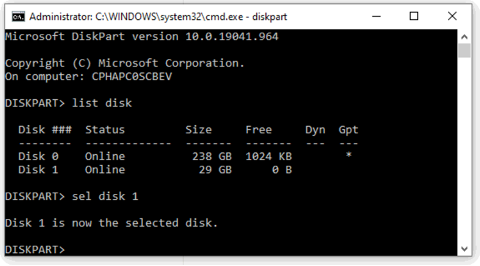 Administrator: C:\WINDOWS\system32\cmd.exe - diskpart
Microsoft DiskPart version 10.0.19041.964
Copyright (C) Microsoft Corporation.
On computer: CPHAPC0SCBEV
DISKPART> list disk
Disk ###  Status         Size     Free     Dyn  Gpt
--------  -------------  -------  -------  ---  ---
Disk 0    Online          238 GB  1024 KB        *
Disk 1    Online           29 GB      0 B
DISKPART> sel disk 1
Disk 1 is now the selected disk.
DISKPART>